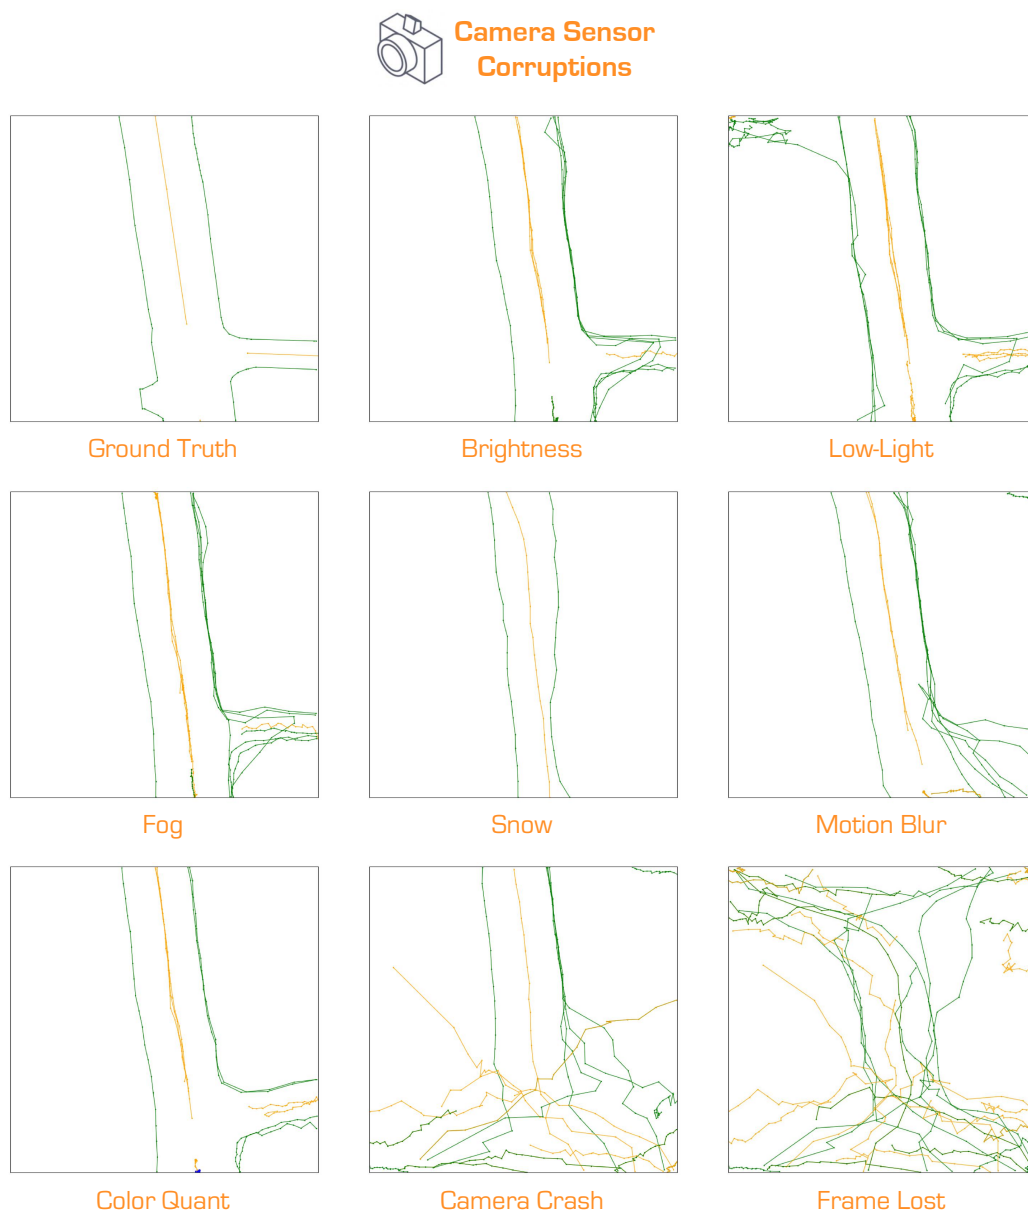 Camera Sensor
Corruptions
Ground Truth
Brightness
Low-Light
Fog
Snow
Motion Blur
Color Quant
Camera Crash
Frame Lost